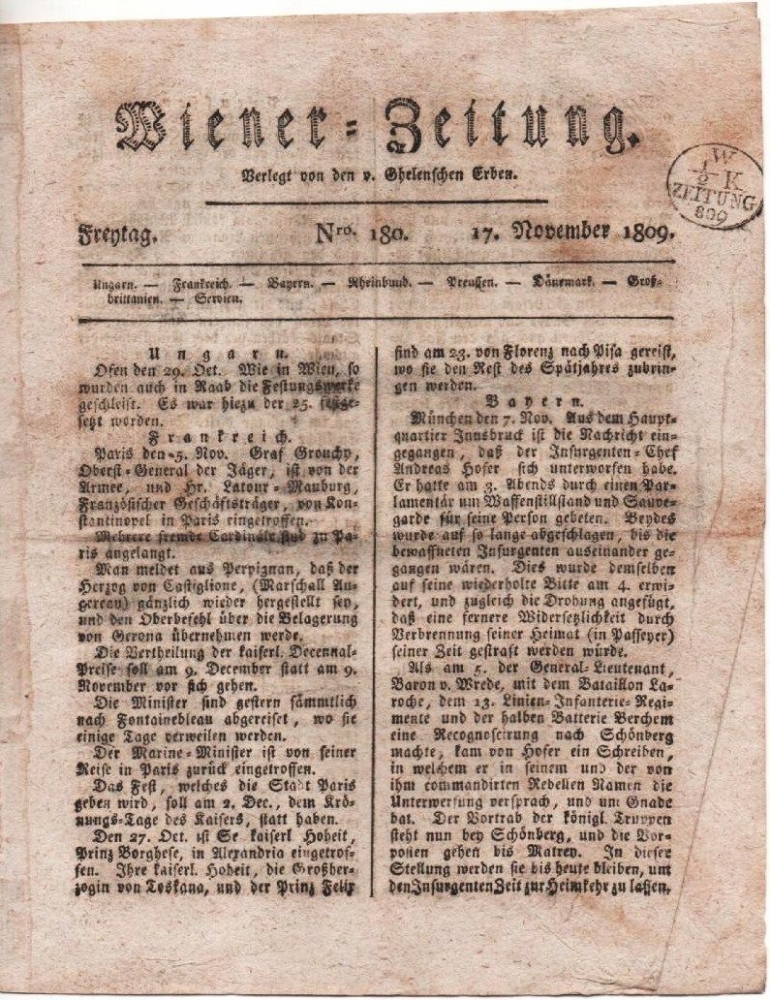 Wiener-Zeitung.
Verlegt von den v. Ghelenschen Erben.
W
1/2 K
ZEITUNG
809
Freytag. Nro. 180. 17. November 1809.
Ungarn. — Frankreich. — Bayern. — Rheinbund. — Preussen. — Dänemark. — Groß-
brittanien. — Servien.
Ungarn.
Ofen den 29. Oct. Wie in Wien, so
wurden auch in Raab die Festungswerke
geschleift. Es war hiezu der 25. festge-
setzt worden.
Frankreich.
Paris den 5. Nov. Graf Grouchy,
Oberst-General der Jäger, ist von der
Armee, und Hr. Latour-Mauburg,
Französischer Geschäftsträger, von Kon-
stantinopel in Paris eingetroffen.
Mehrere fremde Cardinäle sind zu Pa-
ris angelangt.
Man meldet aus Perpignan, daß der
Herzog von Castiglione, (Marschall Au-
gereau) gänzlich wieder hergestellt sey,
und den Oberbefehl über die Belagerung
von Gerona übernehmen werde.
Die Vertheilung der kaiserl. Decennal-
Preise soll am 9. December statt am 9.
November vor sich gehen.
Die Minister sind gestern sämmtlich
nach Fontainebleau abgereiset, wo sie
einige Tage verweilen werden.
Der Marine-Minister ist von seiner
Reise in Paris zurück eingetroffen.
Das Fest, welches die Stadt Paris
geben wird, soll am 2. Dec., dem Krö-
nungs-Tage des Kaisers, statt haben.
Den 27. Oct. ist Se kaiserl Hoheit,
Prinz Borghese, in Alexandria eingetrof-
fen. Ihre kaiserl. Hoheit, die Großher-
zogin von Toskana, und der Prinz Felix
sind am 23. von Florenz nach Pisa gereist,
wo sie den Rest des Spätjahres zubrin-
gen werden.
Bayern.
München den 7. Nov. Aus dem Haupt-
quartier Innsbruck ist die Nachricht ein-
gegangen, daß der Insurgenten-Chef
Andreas Hofer sich unterworfen habe.
Er hatte am 3. Abends durch einen Par-
lamentär um Waffenstillstand und Sauve-
garde für seine Person gebeten. Beydes
wurde auf so lange abgeschlagen, bis die
bewaffneten Insurgenten auseinander ge-
gangen wären. Dies wurde demselben
auf seine wiederholte Bitte am 4. erwi-
dert, und zugleich die Drohung angefügt,
daß eine fernere Widersetzlichkeit durch
Verbrennung seiner Heimat (in Passeyer)
seiner Zeit gestraft werden würde.
Als am 5. der General-Lieutenant,
Baron v. Wrede, mit dem Bataillon La-
roche, dem 13. Linien-Infanterie-Regi-
mente und der halben Batterie Berchem
eine Recognoscirung nach Schönberg
machte, kam von Hofer ein Schreiben,
in welchem er in seinem und der von
ihm commandirten Rebellen Namen die
Unterwerfung versprach, und um Gnade
bat. Der Vortrab der königl. Truppen
steht nun bey Schönberg, und die Vor-
posten gehen bis Matrey. In dieser
Stellung werden sie bis heute bleiben, um
den Insurgenten Zeit zur Heimkehr zu lassen.